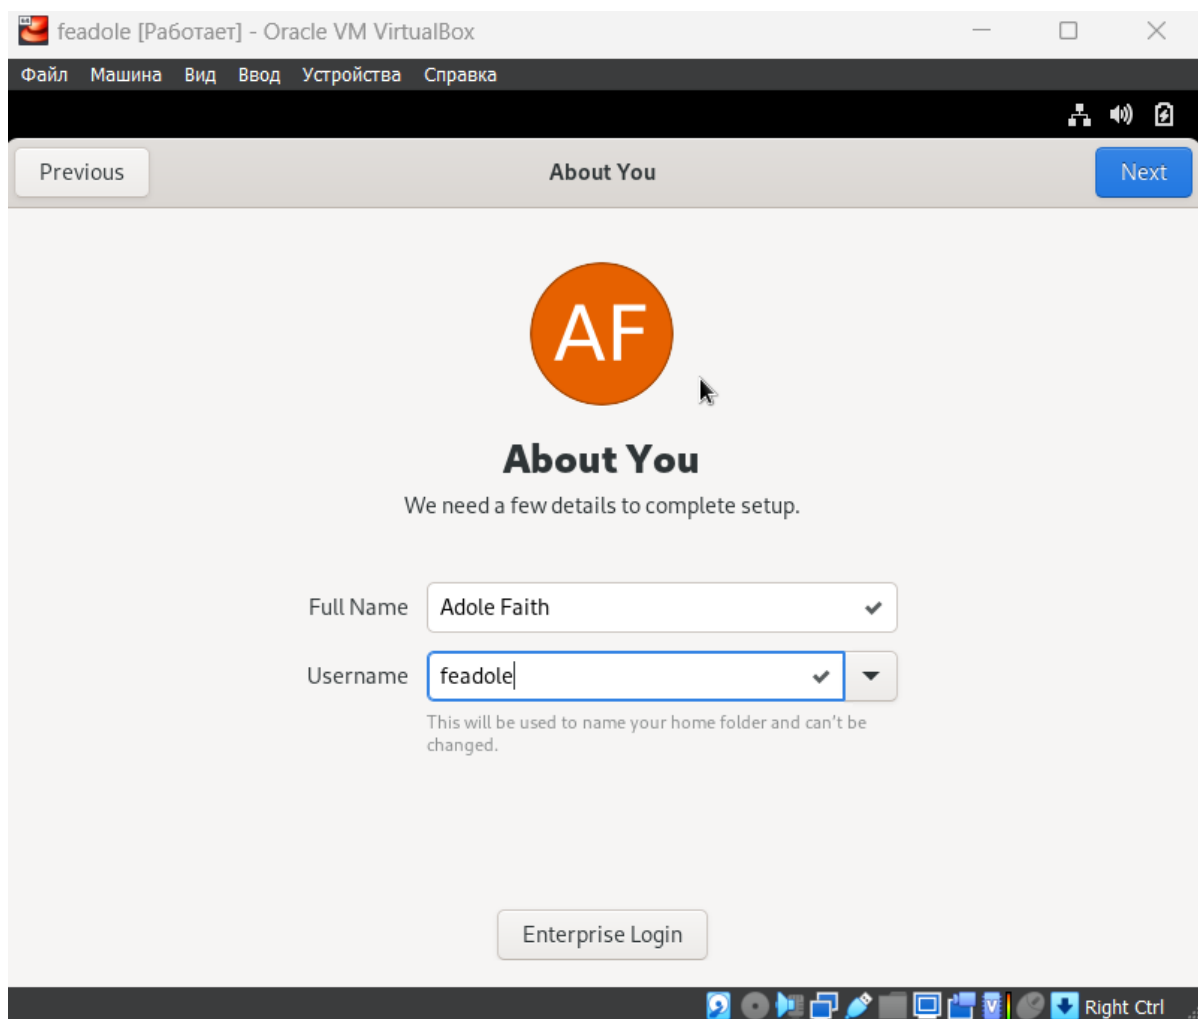 feadole [Работает] - Oracle VM VirtualBox
Файл Машина Вид Ввод Устройства Справка
Previous About You Next
AF
About You
We need a few details to complete setup.
Full Name Adole Faith
Username feadole
This will be used to name your home folder and can't be
changed.
Enterprise Login
Right Ctrl